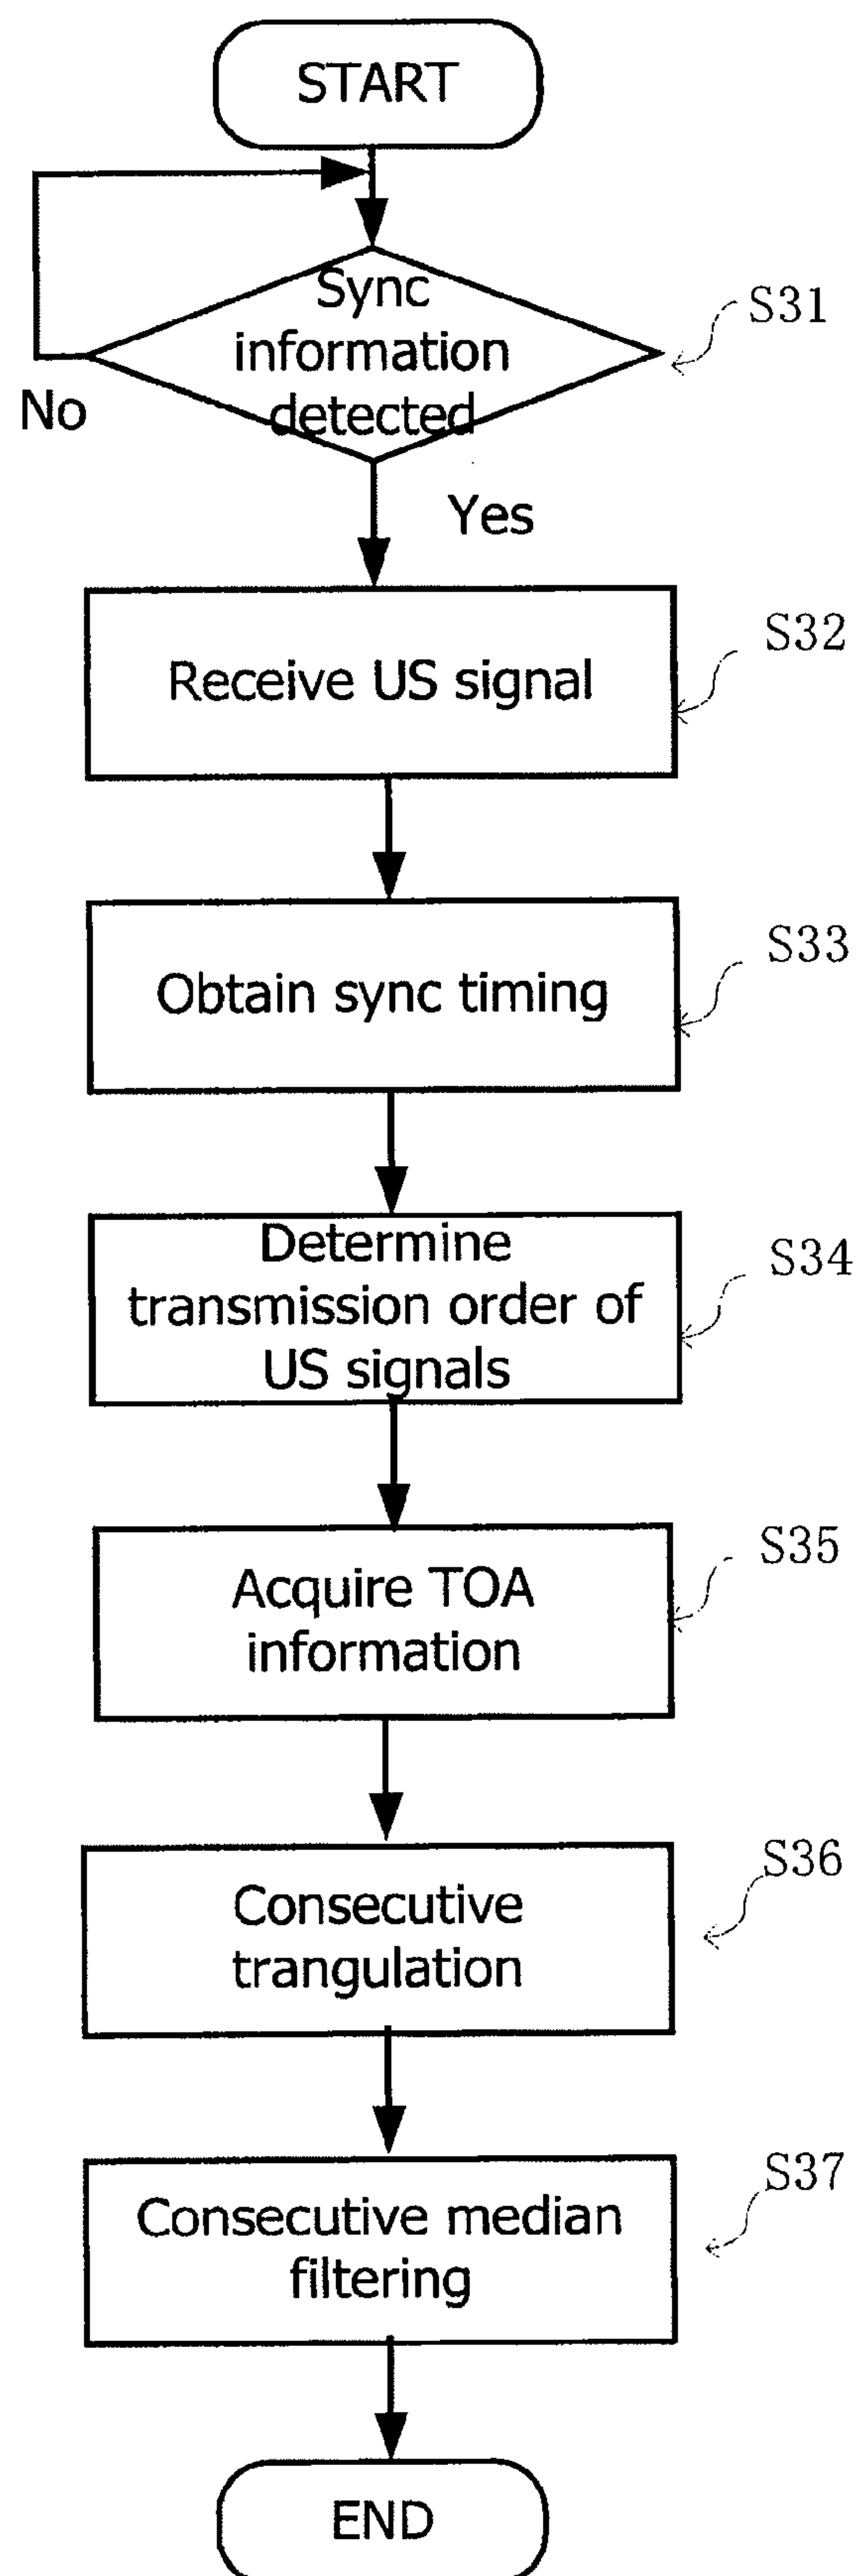 START
Sync
information
detected
S31
No
Yes
Receive US signal
S32
Obtain sync timing
S33
Determine
transmission order of
US signals
S34
Acquire TOA
information
S35
Consecutive
trangulation
S36
Consecutive median
filtering
S37
END